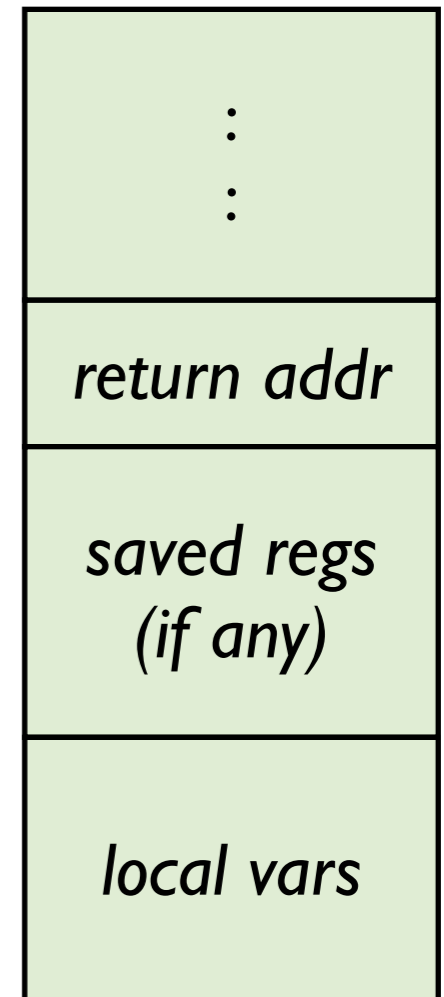 :
:
return addr
saved regs
(if any)
local vars